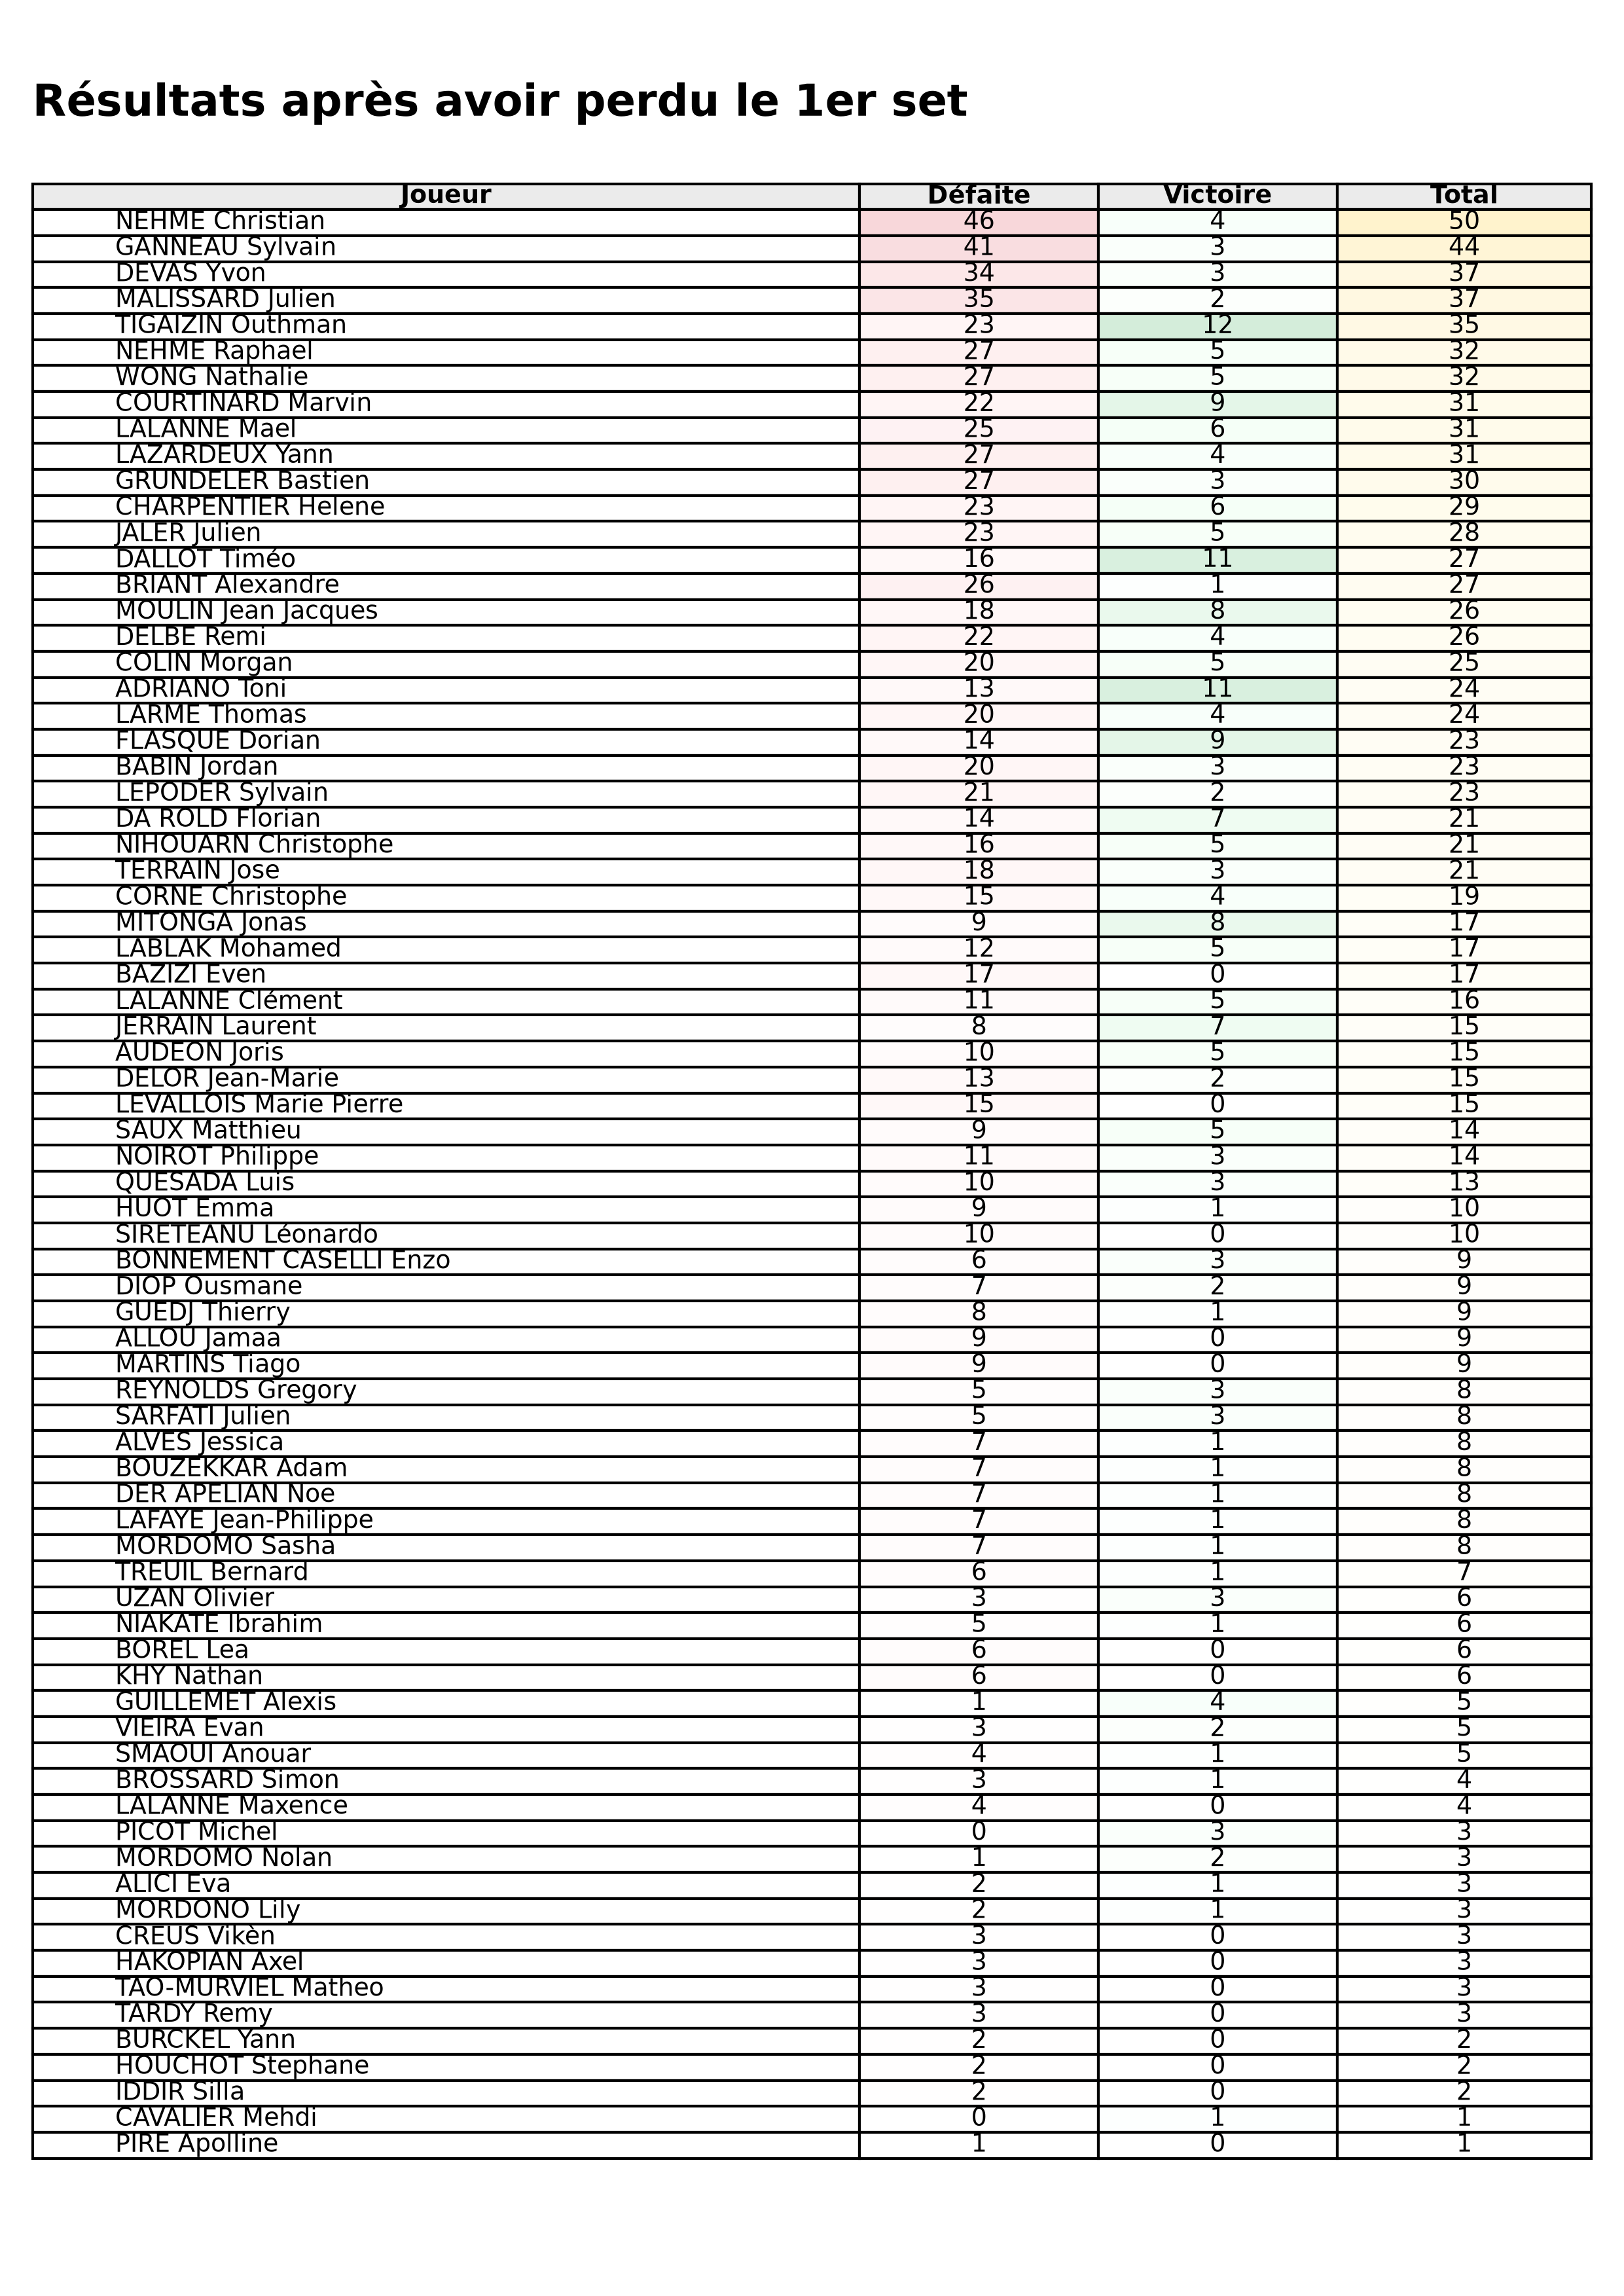 Résultats après avoir perdu le 1er set
Joueur Défaite Victoire Total
NEHME Christian 46 4 50
GANNEAU Sylvain 41 3 44
DEVAS Yvon 34 3 37
MALISSARD Julien 35 2 37
TIGAIZIN Outhman 23 12 35
NEHME Raphael 27 5 32
WONG Nathalie 27 5 32
COURTINARD Marvin 22 9 31
LALANNE Mael 25 6 31
LAZARDEUX Yann 27 4 31
GRUNDELER Bastien 27 3 30
CHARPENTIER Helene 23 6 29
JALER Julien 23 5 28
DALLOT Timéo 16 11 27
BRIANT Alexandre 26 1 27
MOULIN Jean Jacques 18 8 26
DELBE Remi 22 4 26
COLIN Morgan 20 5 25
ADRIANO Toni 13 11 24
LARME Thomas 20 4 24
FLASQUE Dorian 14 9 23
BABIN Jordan 20 3 23
LEPODER Sylvain 21 2 23
DA ROLD Florian 14 7 21
NIHOUARN Christophe 16 5 21
TERRAIN Jose 18 3 21
CORNE Christophe 15 4 19
MITONGA Jonas 9 8 17
LABLAK Mohamed 12 5 17
BAZIZI Even 17 0 17
LALANNE Clément 11 5 16
JERRAIN Laurent 8 7 15
AUDEON Joris 10 5 15
DELOR Jean-Marie 13 2 15
LEVALLOIS Marie Pierre 15 0 15
SAUX Matthieu 9 5 14
NOIROT Philippe 11 3 14
QUESADA Luis 10 3 13
HUOT Emma 9 1 10
SIRETEANU Léonardo 10 0 10
BONNEMENT CASELLI Enzo 6 3 9
DIOP Ousmane 7 2 9
GUEDJ Thierry 8 1 9
ALLOU Jamaa 9 0 9
MARTINS Tiago 9 0 9
REYNOLDS Gregory 5 3 8
SARFATI Julien 5 3 8
ALVES Jessica 7 1 8
BOUZEKKAR Adam 7 1 8
DER APELIAN Noe 7 1 8
LAFAYE Jean-Philippe 7 1 8
MORDOMO Sasha 7 1 8
TREUIL Bernard 6 1 7
UZAN Olivier 3 3 6
NIAKATE Ibrahim 5 1 6
BOREL Lea 6 0 6
KHY Nathan 6 0 6
GUILLEMET Alexis 1 4 5
VIEIRA Evan 3 2 5
SMAOUI Anouar 4 1 5
BROSSARD Simon 3 1 4
LALANNE Maxence 4 0 4
PICOT Michel 0 3 3
MORDOMO Nolan 1 2 3
ALICI Eva 2 1 3
MORDONO Lily 2 1 3
CREUS Vikèn 3 0 3
HAKOPIAN Axel 3 0 3
TAO-MURVIEL Matheo 3 0 3
TARDY Remy 3 0 3
BURCKEL Yann 2 0 2
HOUCHOT Stephane 2 0 2
IDDIR Silla 2 0 2
CAVALIER Mehdi 0 1 1
PIRE Apolline 1 0 1